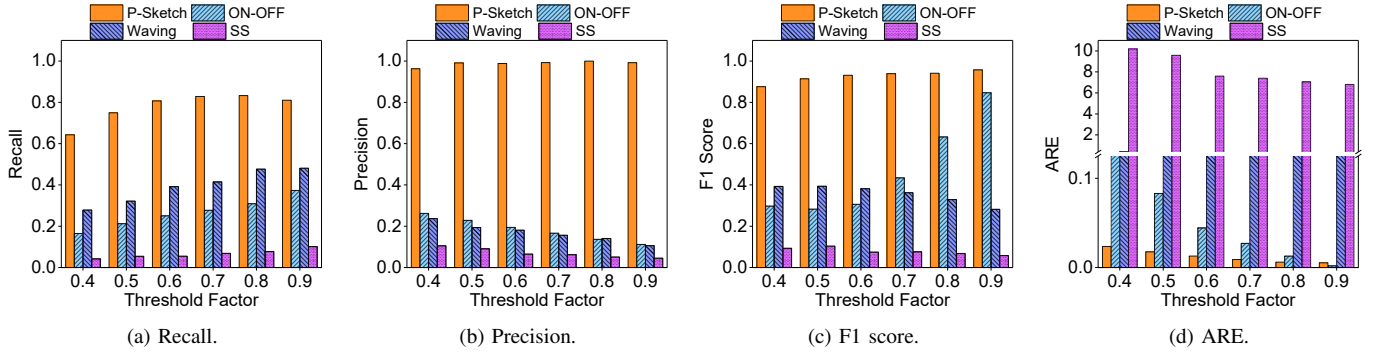 P-Sketch ON-OFF
Waving SS
1.0
0.8
0.6
0.4
0.2
0.0
Recall
0.4 0.5 0.6 0.7 0.8 0.9
Threshold Factor
(a) Recall.
P-Sketch ON-OFF
Waving SS
1.0
0.8
0.6
0.4
0.2
0.0
Precision
0.4 0.5 0.6 0.7 0.8 0.9
Threshold Factor
(b) Precision.
P-Sketch ON-OFF
Waving SS
1.0
0.8
0.6
0.4
0.2
0.0
F1 Score
0.4 0.5 0.6 0.7 0.8 0.9
Threshold Factor
(c) F1 score.
P-Sketch ON-OFF
Waving SS
10
8
6
4
2
0.1
0.0
ARE
0.4 0.5 0.6 0.7 0.8 0.9
Threshold Factor
(d) ARE.